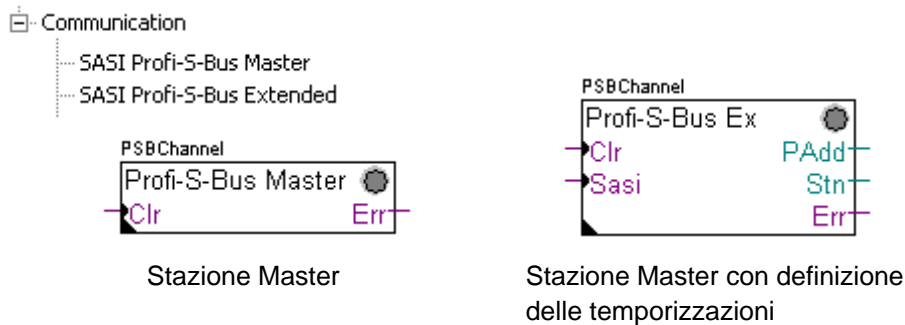 Communication
SASI Profi-S-Bus Master
SASI Profi-S-Bus Extended
PSBChannel
Profi-S-Bus Master
Clr Err
Stazione Master
PSBChannel
Profi-S-Bus Ex
Clr PAdd
Sasi Stn
Err
Stazione Master con definizione
delle temporizzazioni